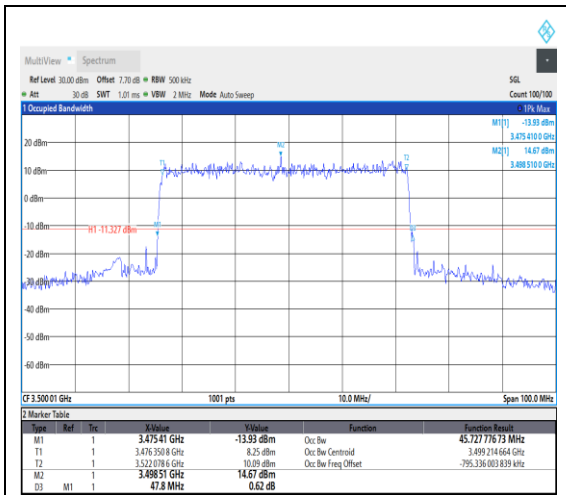 MultiView Spectrum
Ref Level 30.00 dBm Offset 7.70 dB RBW 500 kHz SGL
Att 30 dB SWT 1.01 ms VBW 2 MHz Mode Auto Sweep Count 100/100
1 Occupied Bandwidth 1Pk Max
M1[1] -13.93 dBm
3.475 410 0 GHz
M2[1] 14.67 dBm
3.498 510 0 GHz
20 dBm
T1
M2
T2
10 dBm
0 dBm
-10 dBm
H1 -11.327 dBm
M1
-20 dBm
-30 dBm
-40 dBm
-50 dBm
-60 dBm
CF 3.500 01 GHz 1001 pts 10.0 MHz/ Span 100.0 MHz
2 Marker Table
Type Ref Trc X-Value Y-Value Function Function Result
M1 1 3.47541 GHz -13.93 dBm Occ Bw 45.727 776 73 MHz
T1 1 3.476 350 8 GHz 8.25 dBm Occ Bw Centroid 3.499 214 664 GHz
T2 1 3.522 078 6 GHz 10.09 dBm Occ Bw Freq Offset -795.336 003 839 kHz
M2 1 3.49851 GHz 14.67 dBm
D3 M1 1 47.8 MHz 0.62 dB